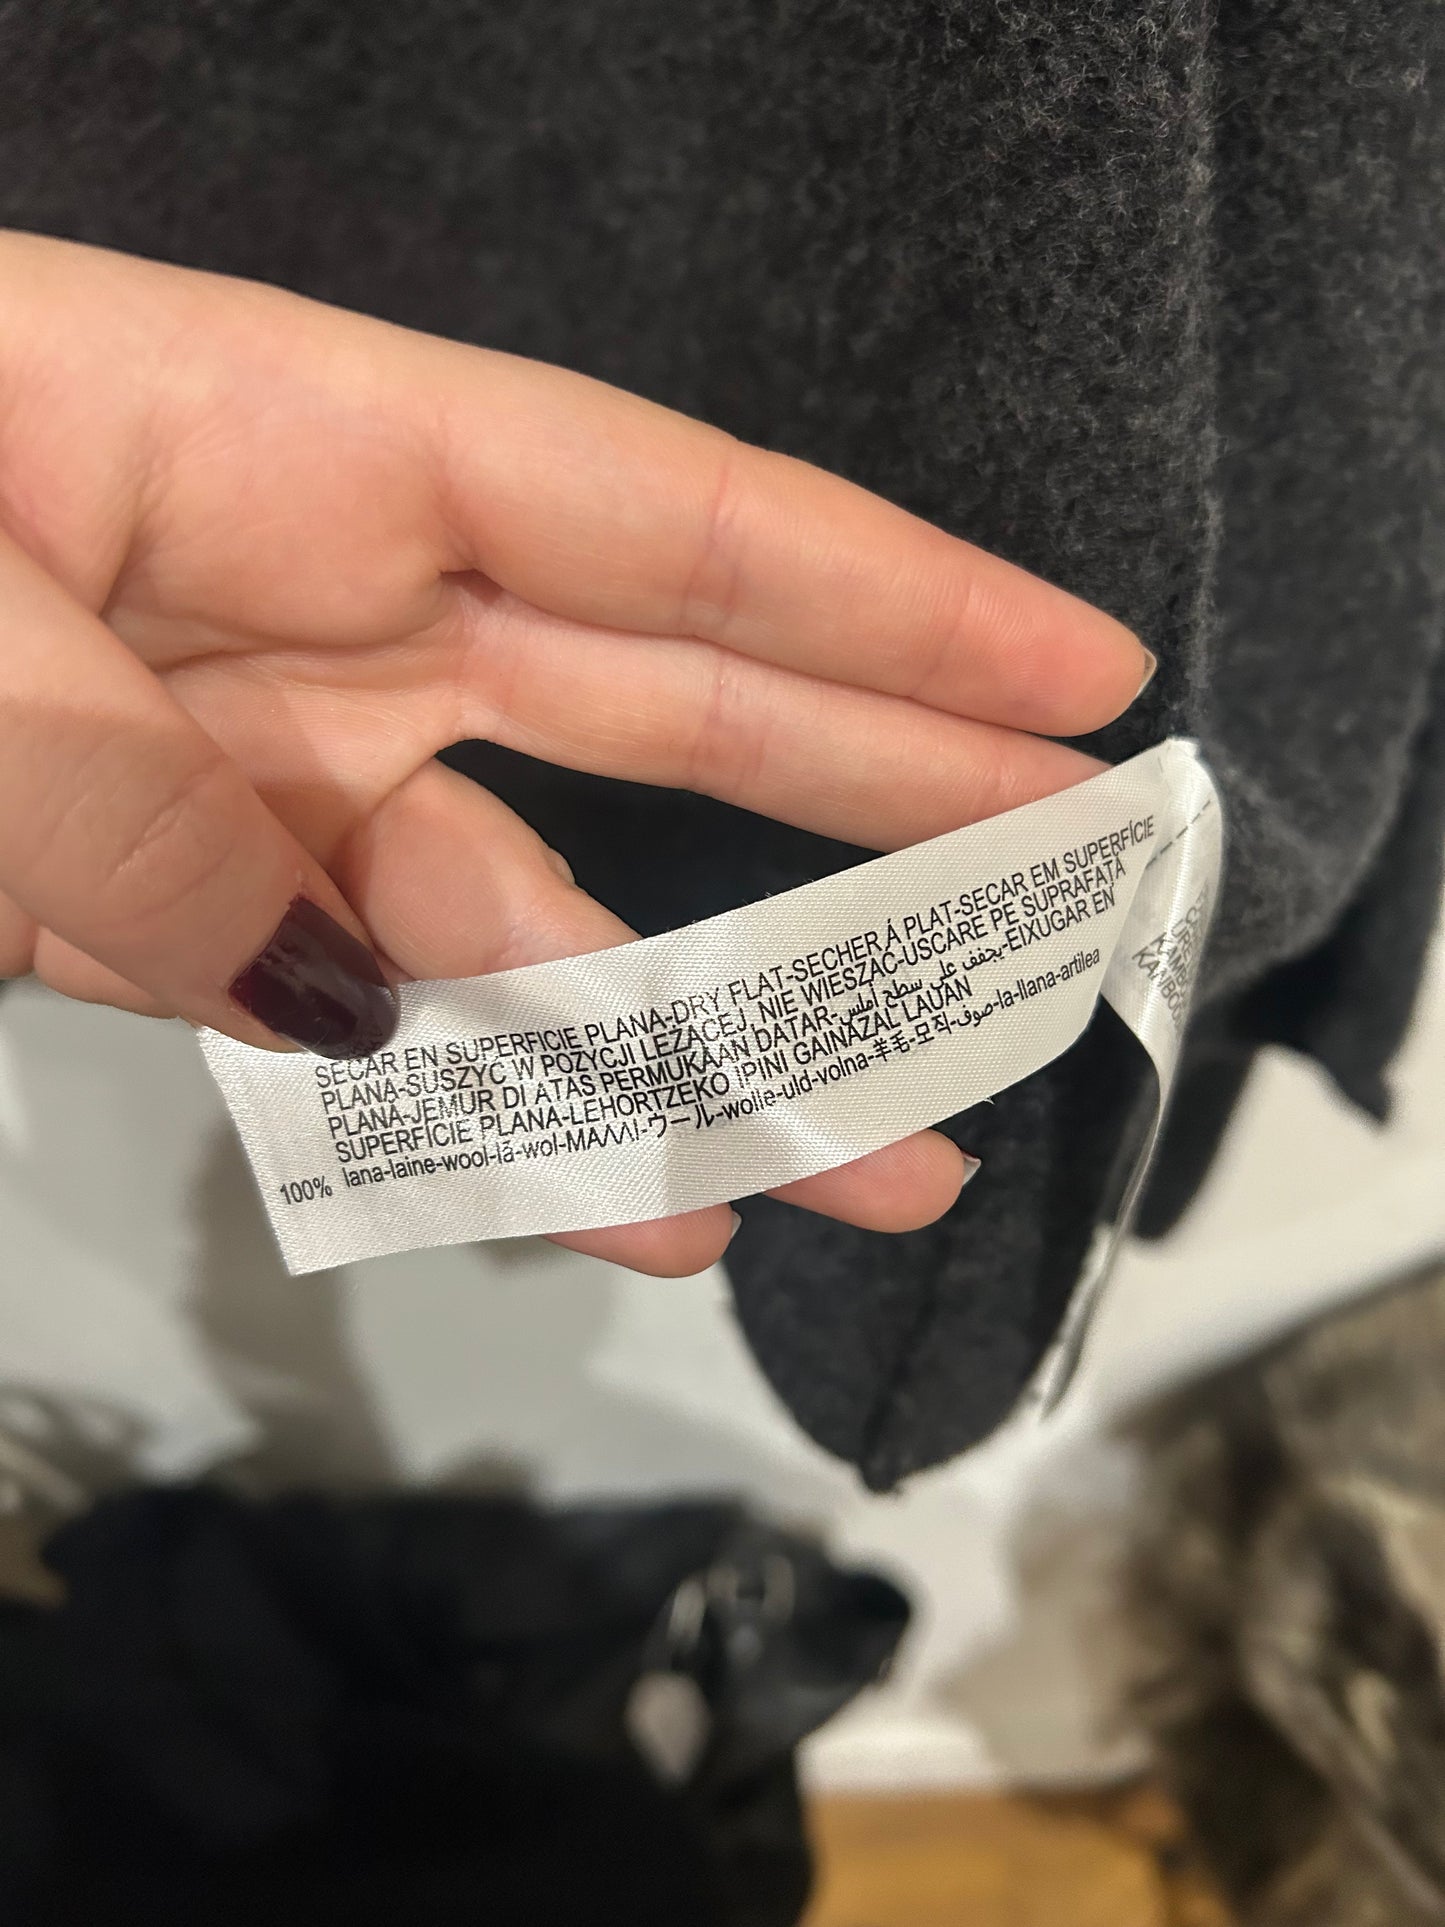 SECAR EN SUPERFICIE PLANA-DRY FLAT-SECHER Á PLAT-SECAR EM SUPERFÍCIE
PLANA-SUSZYĆ W POZYCJI LEŻĄCEJ, NIE WIESZAĆ-USCARE PE SUPRAFAŢĂ
PLANĂ-JEMUR DI ATAS PERMUKAAN DATAR-يجفف على سطح أملس-EIXUGAR EN
SUPERFÍCIE PLANA-LEHORTZEKO IPINI GAINAZAL LAUAN
100% lana-laine-wool-lã-wol-ΜΑΛΛΙ-ウール-wolle-uld-volna-羊毛-모직-صوف-la-llana-artilea